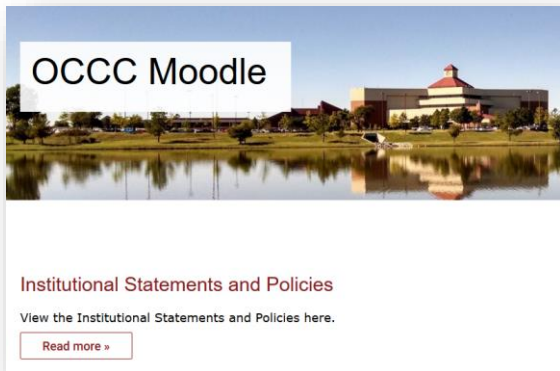 OCCC Moodle
Institutional Statements and Policies
View the Institutional Statements and Policies here.
Read more »